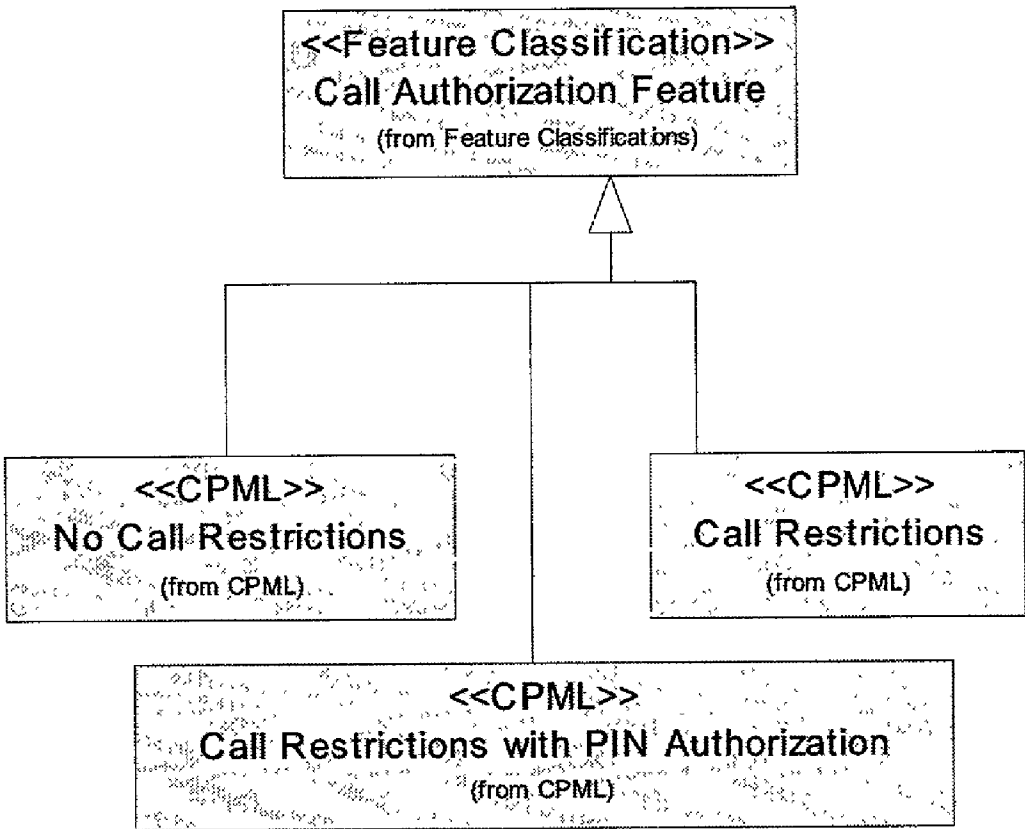 <<Feature Classification>>
Call Authorization Feature
(from Feature Classifications)
<<CPML>>
No Call Restrictions
(from CPML)
<<CPML>>
Call Restrictions
(from CPML)
<<CPML>>
Call Restrictions with PIN Authorization
(from CPML)